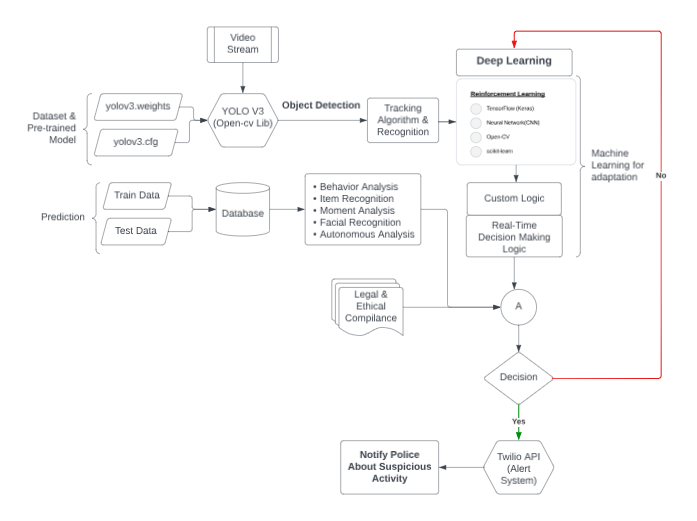 Video
Stream
Deep Learning
Reinforcement Learning
TensorFlow (Keras)
Neural Network(CNN)
Open-CV
scikit-learn
Dataset &
Pre-trained
Model
yolov3.weights
yolov3.cfg
YOLO V3
(Open-cv Lib)
Object Detection
Tracking
Algorithm &
Recognition
Machine
Learning for
adaptation
No
Prediction
Train Data
Test Data
Database
• Behavior Analysis
• Item Recognition
• Moment Analysis
• Facial Recognition
• Autonomous Analysis
Custom Logic
Real-Time
Decision Making
Logic
Legal &
Ethical
Compilance
A
Decision
Yes
Notify Police
About Suspicious
Activity
Twilio API
(Alert
System)